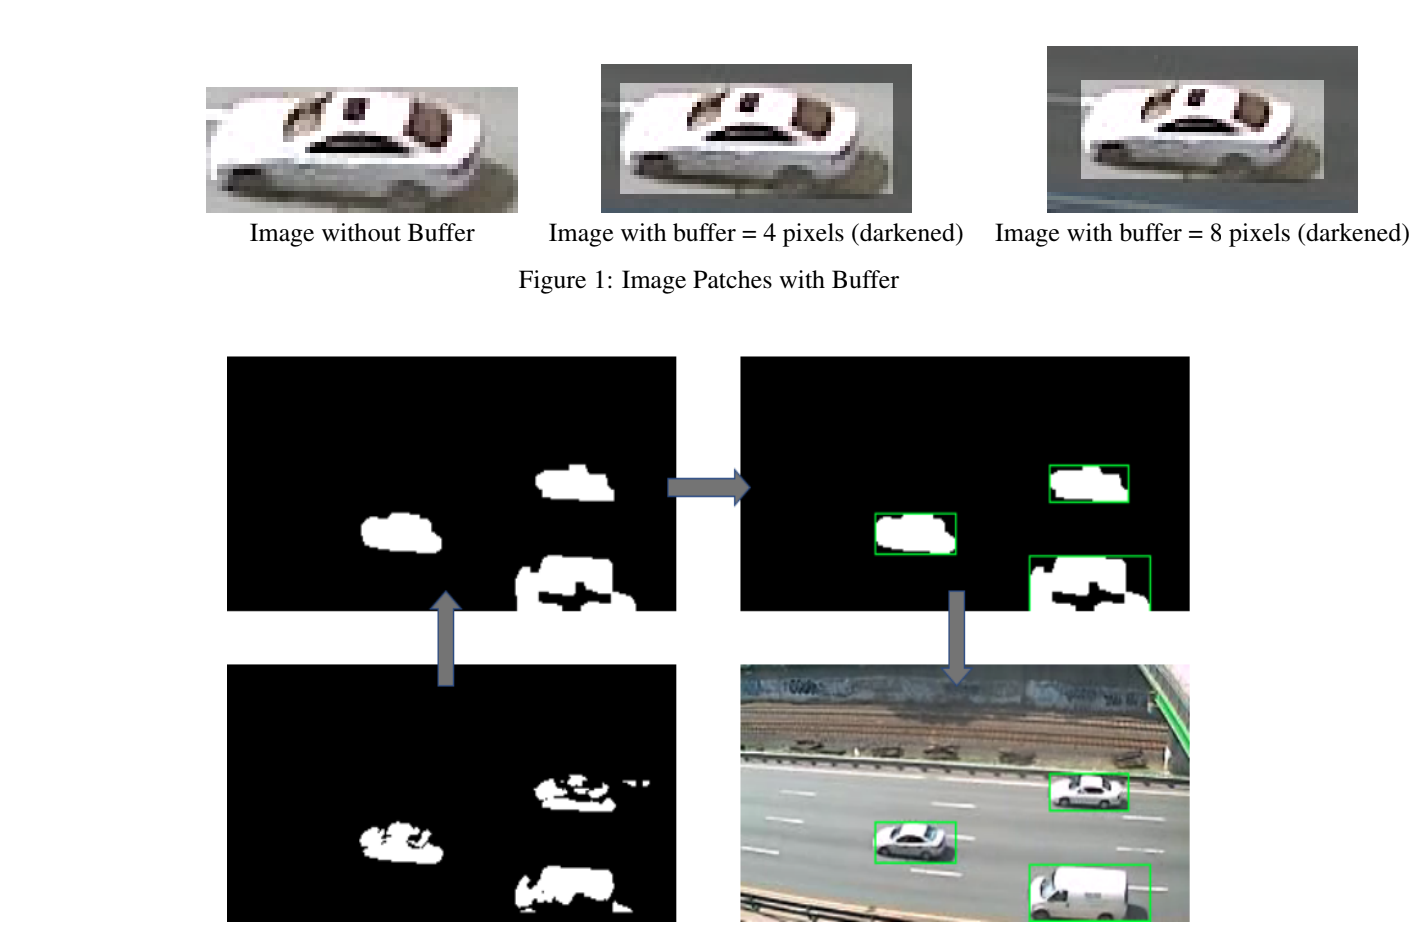 Image without Buffer
Image with buffer = 4 pixels (darkened)
Image with buffer = 8 pixels (darkened)
Figure 1: Image Patches with Buffer